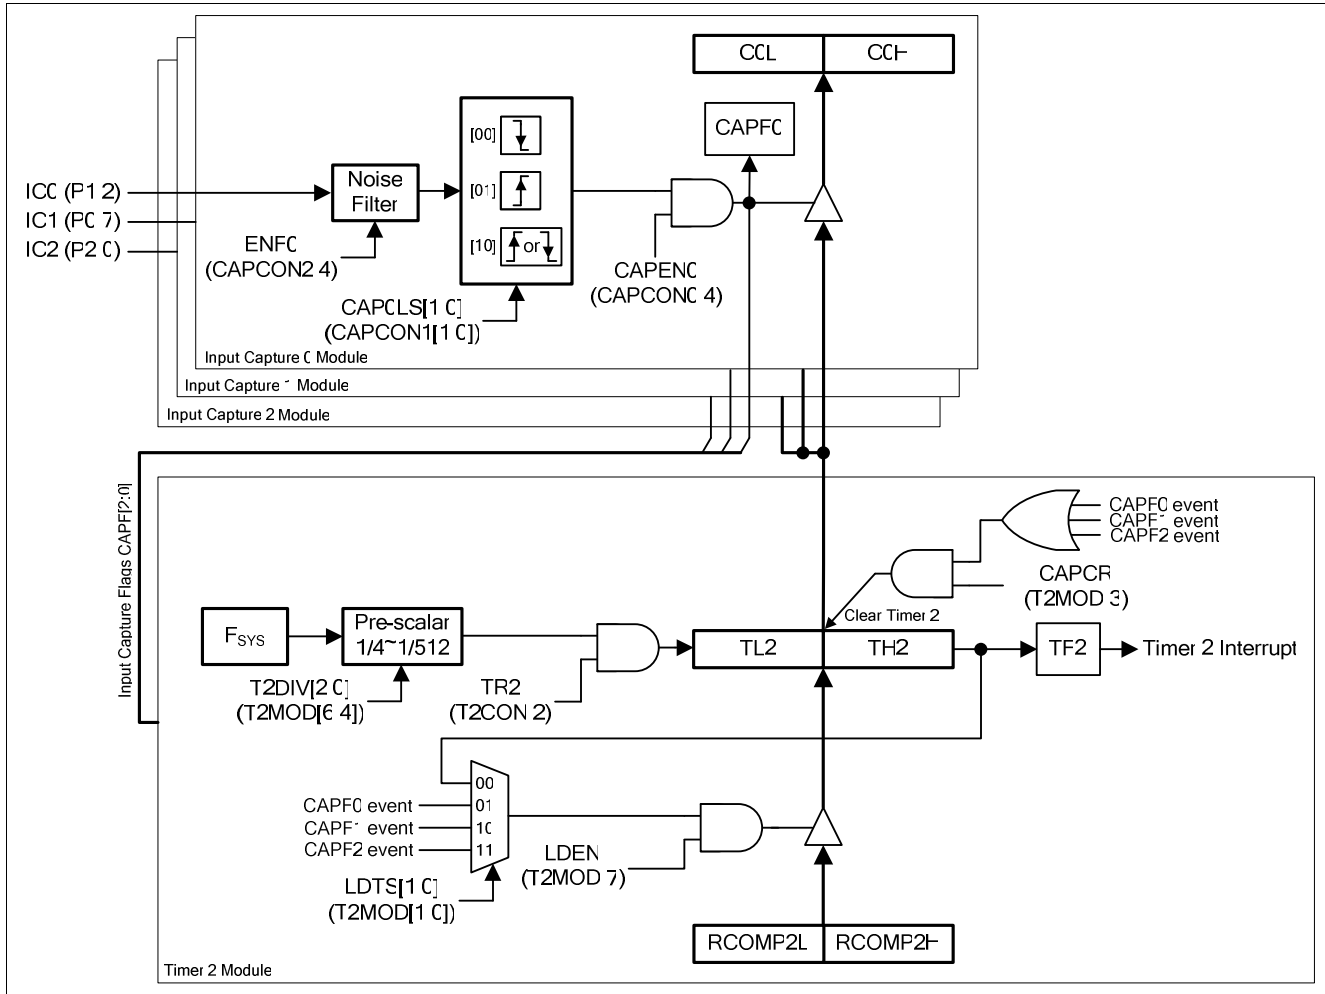 C0L C0H
CAPF0
[00]
IC0 (P1 2)
Noise
Filter
[01]
IC1 (P0 7)
IC2 (P2 0)
[10] or
ENF0
(CAPCON2 4)
CAPEN0
(CAPCON0 4)
CAP0LS[1 0]
(CAPCON1[1 0])
Input Capture 0 Module
Input Capture 1 Module
Input Capture 2 Module
Input Capture Flags CAPF[2:0]
CAPF0 event
CAPF1 event
CAPF2 event
CAPCR
(T2MOD 3)
Clear Timer 2
FSYS
Pre-scalar
1/4~1/512
TL2 TH2
TF2
Timer 2 Interrupt
T2DIV[2 0]
(T2MOD[6 4])
TR2
(T2CON 2)
00
CAPF0 event 01
CAPF1 event 10
CAPF2 event 11
LDEN
(T2MOD 7)
LDTS[1 0]
(T2MOD[1 0])
RCOMP2L RCOMP2H
Timer 2 Module